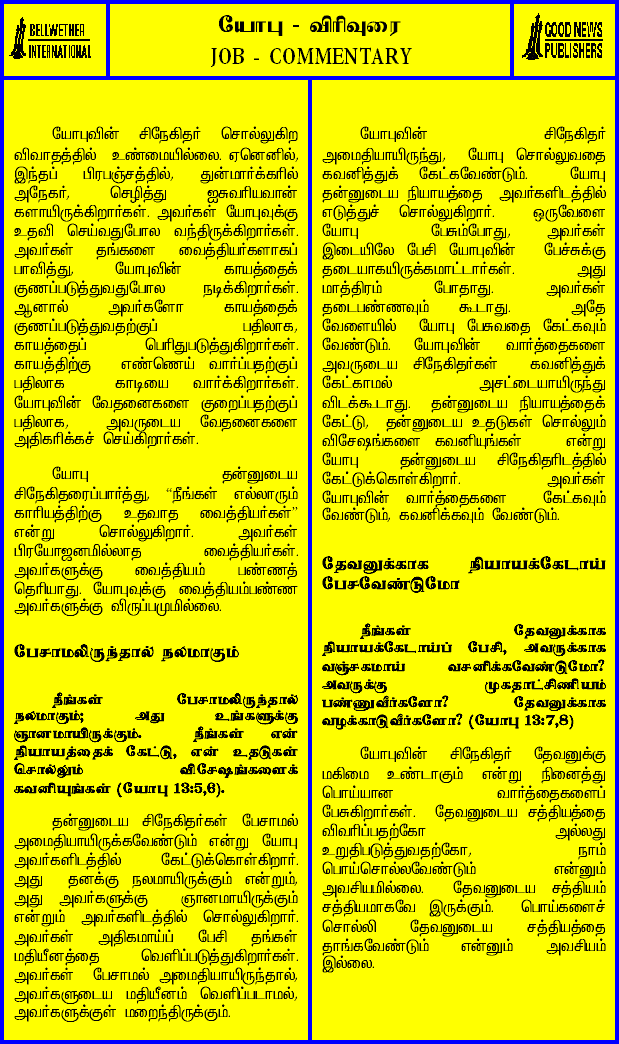 BELLWETHER
INTERNATIONAL
யோபு - விரிவுரை
JOB - COMMENTARY
GOOD NEWS
PUBLISHERS
யோபுவின் சிநேகிதர் சொல்லுகிற
விவாதத்தில் உண்மையில்லை. ஏனெனில்,
இந்தப் பிரபஞ்சத்தில், துன்மார்க்கரில்
அநேகர், செழித்து ஐசுவரியவான்
களாயிருக்கிறார்கள். அவர்கள் யோபுவுக்கு
உதவி செய்வதுபோல வந்திருக்கிறார்கள்.
அவர்கள் தங்களை வைத்தியர்களாகப்
பாவித்து, யோபுவின் காயத்தைக்
குணப்படுத்துவதுபோல நடிக்கிறார்கள்.
ஆனால் அவர்களோ காயத்தைக்
குணப்படுத்துவதற்குப் பதிலாக,
காயத்தைப் பெரிதுபடுத்துகிறார்கள்.
காயத்திற்கு எண்ணெய் வார்ப்பதற்குப்
பதிலாக காடியை வார்க்கிறார்கள்.
யோபுவின் வேதனைகளை குறைப்பதற்குப்
பதிலாக, அவருடைய வேதனைகளை
அதிகரிக்கச் செய்கிறார்கள்.
யோபு தன்னுடைய
சிநேகிதரைப்பார்த்து, “நீங்கள் எல்லாரும்
காரியத்திற்கு உதவாத வைத்தியர்கள்”
என்று சொல்லுகிறார். அவர்கள்
பிரயோஜனமில்லாத வைத்தியர்கள்.
அவர்களுக்கு வைத்தியம் பண்ணத்
தெரியாது. யோபுவுக்கு வைத்தியம்பண்ண
அவர்களுக்கு விருப்பமுமில்லை.
பேசாமலிருந்தால் நலமாகும்
நீங்கள் பேசாமலிருந்தால்
நலமாகும்; அது உங்களுக்கு
ஞானமாயிருக்கும். நீங்கள் என்
நியாயத்தைக் கேட்டு, என் உதடுகள்
சொல்லும் விசேஷங்களைக்
கவனியுங்கள் (யோபு 13:5,6).
தன்னுடைய சிநேகிதர்கள் பேசாமல்
அமைதியாயிருக்கவேண்டும் என்று யோபு
அவர்களிடத்தில் கேட்டுக்கொள்கிறார்.
அது தனக்கு நலமாயிருக்கும் என்றும்,
அது அவர்களுக்கு ஞானமாயிருக்கும்
என்றும் அவர்களிடத்தில் சொல்லுகிறார்.
அவர்கள் அதிகமாய்ப் பேசி தங்கள்
மதியீனத்தை வெளிப்படுத்துகிறார்கள்.
அவர்கள் பேசாமல் அமைதியாயிருந்தால்,
அவர்களுடைய மதியீனம் வெளிப்படாமல்,
அவர்களுக்குள் மறைந்திருக்கும்.
யோபுவின் சிநேகிதர்
அமைதியாயிருந்து, யோபு சொல்லுவதை
கவனித்துக் கேட்கவேண்டும். யோபு
தன்னுடைய நியாயத்தை அவர்களிடத்தில்
எடுத்துச் சொல்லுகிறார். ஒருவேளை
யோபு பேசும்போது, அவர்கள்
இடையிலே பேசி யோபுவின் பேச்சுக்கு
தடையாகயிருக்கமாட்டார்கள். அது
மாத்திரம் போதாது. அவர்கள்
தடைபண்ணவும் கூடாது. அதே
வேளையில் யோபு பேசுவதை கேட்கவும்
வேண்டும். யோபுவின் வார்த்தைகளை
அவருடைய சிநேகிதர்கள் கவனித்துக்
கேட்காமல் அசட்டையாயிருந்து
விடக்கூடாது. தன்னுடைய நியாயத்தைக்
கேட்டு, தன்னுடைய உதடுகள் சொல்லும்
விசேஷங்களை கவனியுங்கள் என்று
யோபு தன்னுடைய சிநேகிதரிடத்தில்
கேட்டுக்கொள்கிறார். அவர்கள்
யோபுவின் வார்த்தைகளை கேட்கவும்
வேண்டும், கவனிக்கவும் வேண்டும்.
தேவனுக்காக நியாயக்கேடாய்
பேசவேண்டுமோ
நீங்கள் தேவனுக்காக
நியாயக்கேடாய்ப் பேசி, அவருக்காக
வஞ்சகமாய் வசனிக்கவேண்டுமோ?
அவருக்கு முகதாட்சிணியம்
பண்ணுவீர்களோ? தேவனுக்காக
வழக்காடுவீர்களோ? (யோபு 13:7,8)
யோபுவின் சிநேகிதர் தேவனுக்கு
மகிமை உண்டாகும் என்று நினைத்து
பொய்யான வார்த்தைகளைப்
பேசுகிறார்கள். தேவனுடைய சத்தியத்தை
விவரிப்பதற்கோ அல்லது
உறுதிபடுத்துவதற்கோ, நாம்
பொய்சொல்லவேண்டும் என்னும்
அவசியமில்லை. தேவனுடைய சத்தியம்
சத்தியமாகவே இருக்கும். பொய்களைச்
சொல்லி தேவனுடைய சத்தியத்தை
தாங்கவேண்டும் என்னும் அவசியம்
இல்லை.